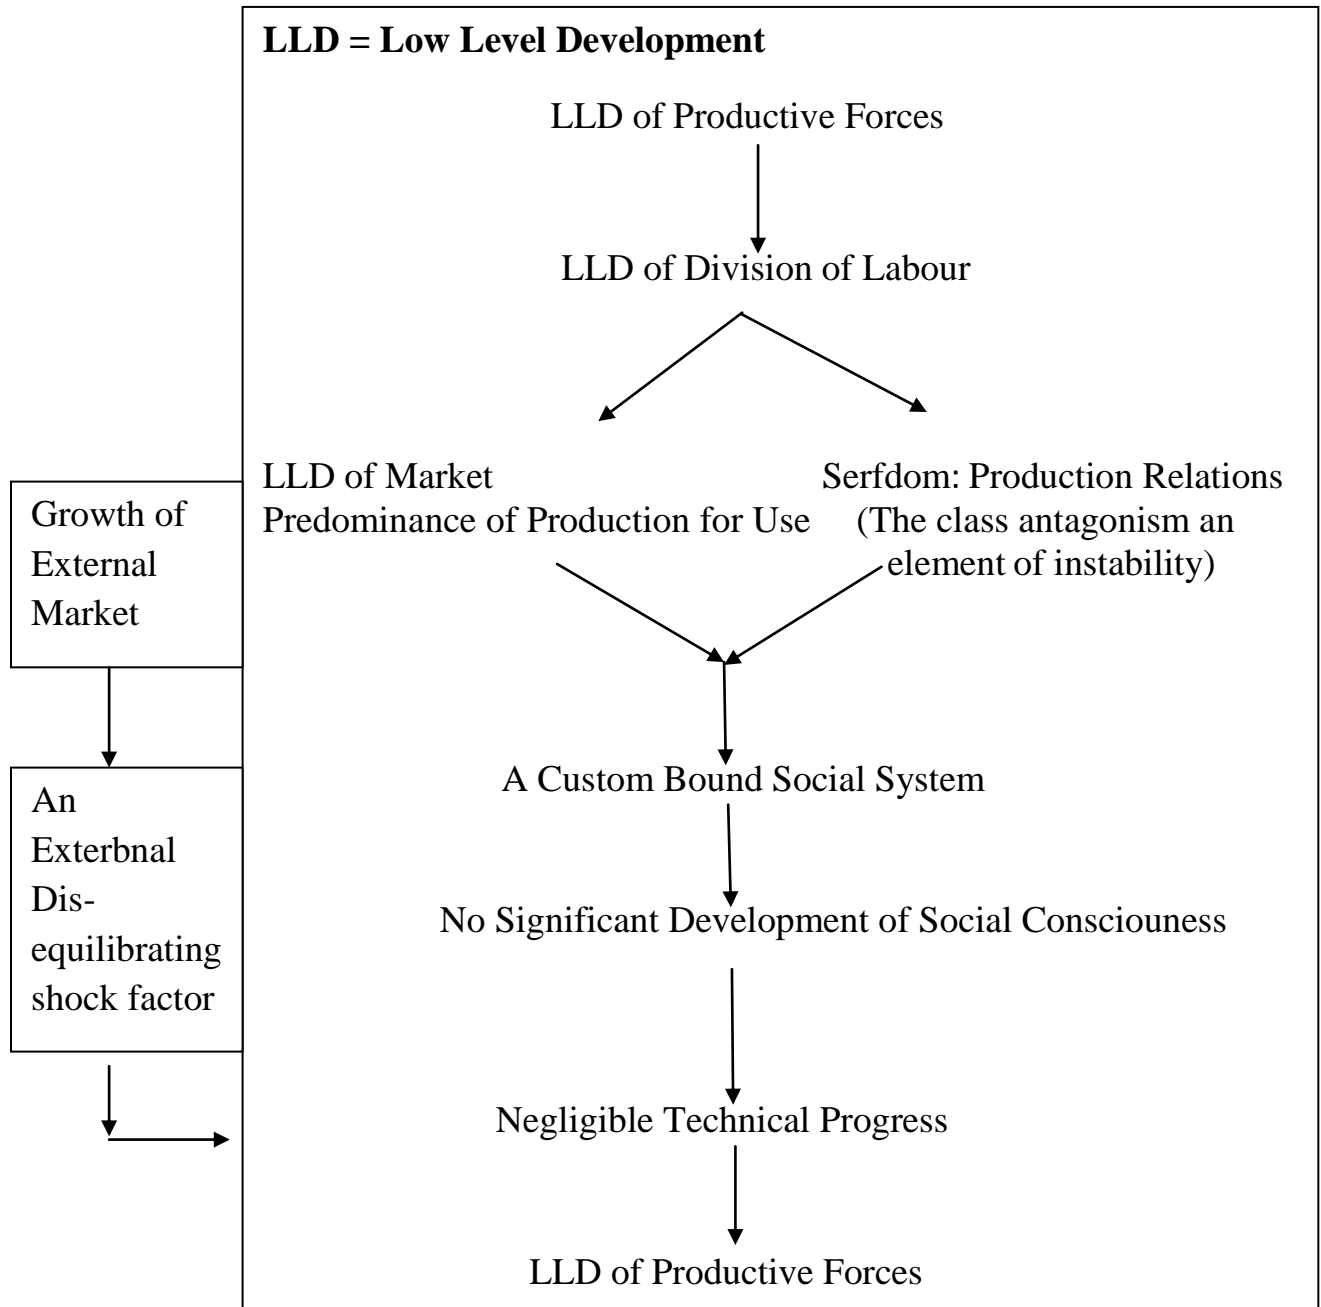 LLD = Low Level Development
LLD of Productive Forces
LLD of Division of Labour
LLD of Market
Predominance of Production for Use
Serfdom: Production Relations
(The class antagonism an
element of instability)
Growth of
External
Market
An
Exterbnal
Dis-
equilibrating
shock factor
A Custom Bound Social System
No Significant Development of Social Consciouness
Negligible Technical Progress
LLD of Productive Forces